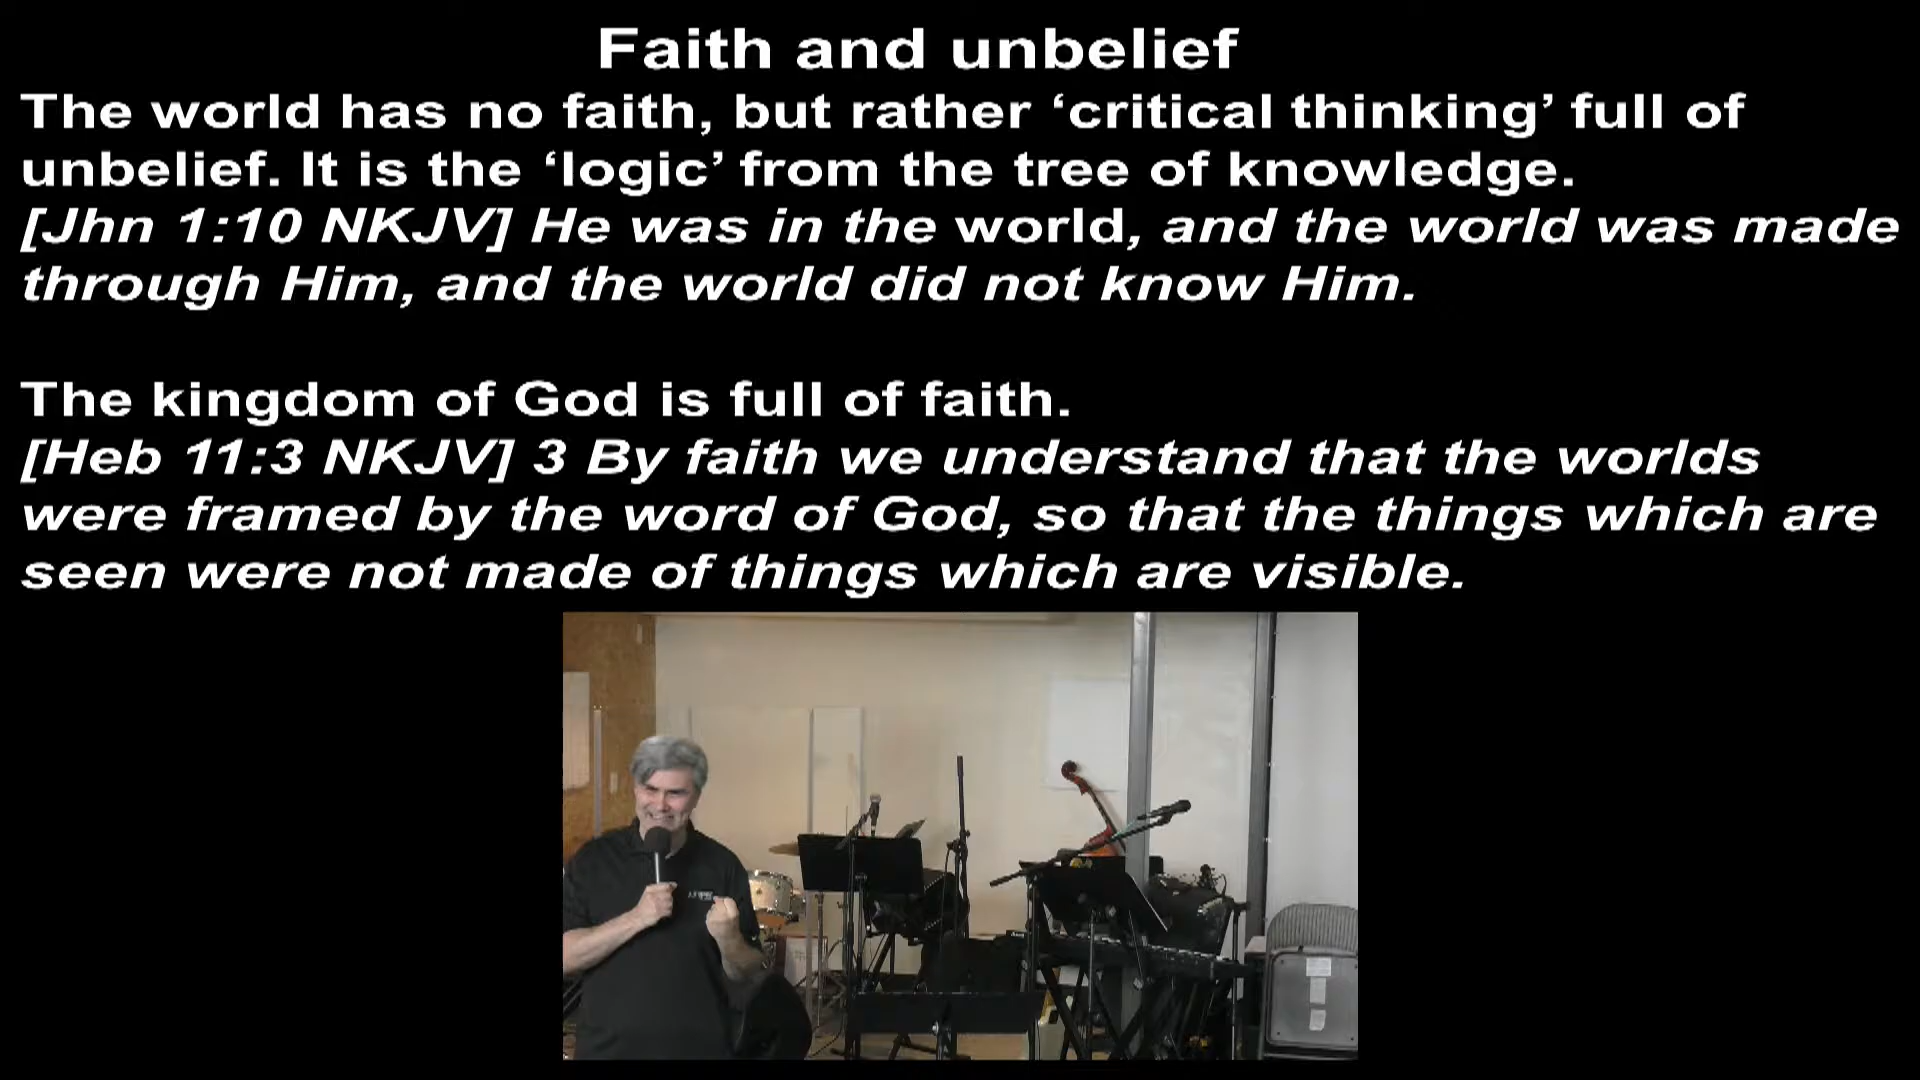 Faith and unbelief
The world has no faith, but rather ‘critical thinking’ full of
unbelief. It is the ‘logic’ from the tree of knowledge.
[Jhn 1:10 NKJV] He was in the world, and the world was made
through Him, and the world did not know Him.
The kingdom of God is full of faith.
[Heb 11:3 NKJV] 3 By faith we understand that the worlds
were framed by the word of God, so that the things which are
seen were not made of things which are visible.